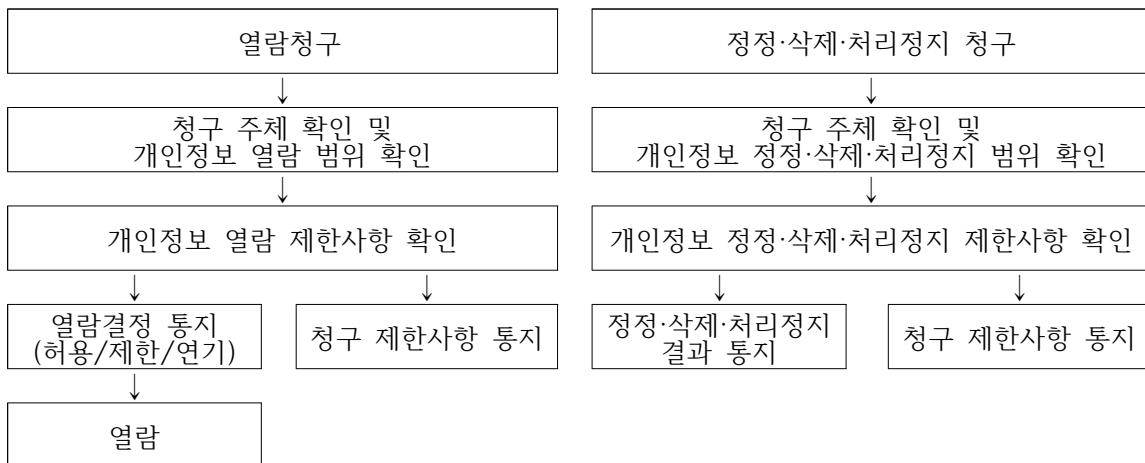 열람청구
청구 주체 확인 및
개인정보 열람 범위 확인
개인정보 열람 제한사항 확인
열람결정 통지
(허용/제한/연기)
청구 제한사항 통지
열람
정정·삭제·처리정지 청구
청구 주체 확인 및
개인정보 정정·삭제·처리정지 범위 확인
개인정보 정정·삭제·처리정지 제한사항 확인
정정·삭제·처리정지
결과 통지
청구 제한사항 통지